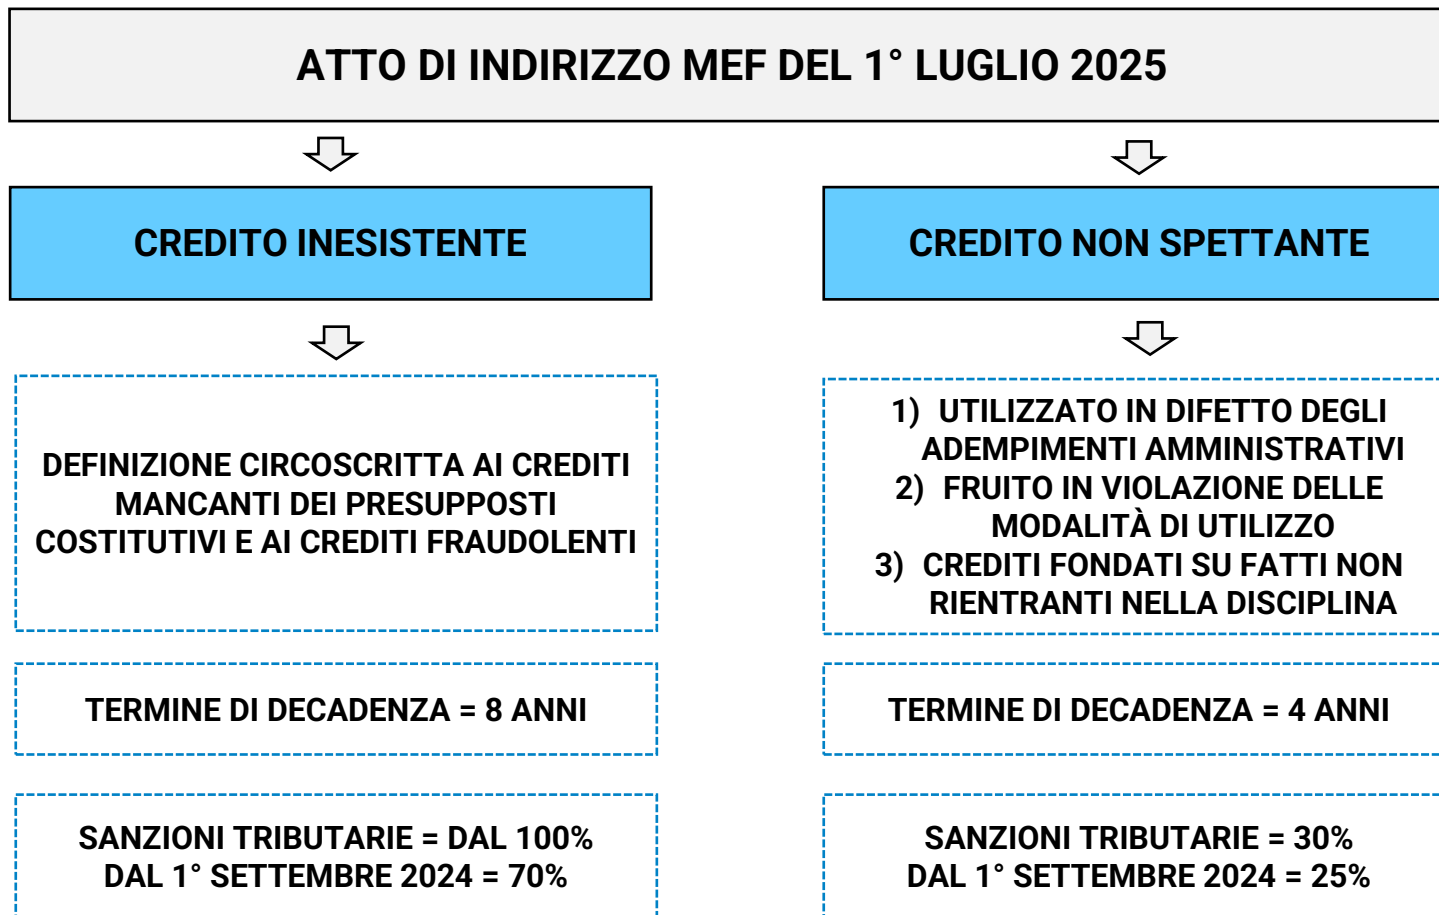 ATTO DI INDIRIZZO MEF DEL 1° LUGLIO 2025
CREDITO INESISTENTE
DEFINIZIONE CIRCOSCRITTA AI CREDITI
MANCANTI DEI PRESUPPOSTI
COSTITUTIVI E AI CREDITI FRAUDOLENTI
TERMINE DI DECADENZA = 8 ANNI
SANZIONI TRIBUTARIE = DAL 100%
DAL 1° SETTEMBRE 2024 = 70%
CREDITO NON SPETTANTE
1) UTILIZZATO IN DIFETTO DEGLI
ADEMPIMENTI AMMINISTRATIVI
2) FRUITO IN VIOLAZIONE DELLE
MODALITÀ DI UTILIZZO
3) CREDITI FONDATI SU FATTI NON
RIENTRANTI NELLA DISCIPLINA
TERMINE DI DECADENZA = 4 ANNI
SANZIONI TRIBUTARIE = 30%
DAL 1° SETTEMBRE 2024 = 25%